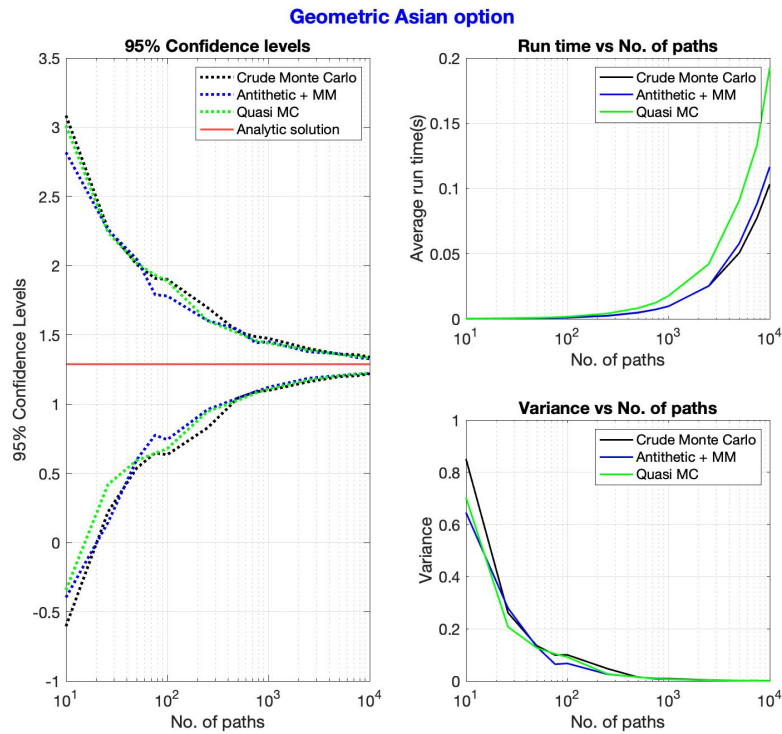 Geometric Asian option
95% Confidence levels
95% Confidence Levels
3.5
3
2.5
2
1.5
1
0.5
0
-0.5
-1
Crude Monte Carlo
Antithetic + MM
Quasi MC
Analytic solution
10^1
10^2
10^3
10^4
No. of paths
Run time vs No. of paths
Average run time(s)
0.2
0.15
0.1
0.05
0
Crude Monte Carlo
Antithetic + MM
Quasi MC
10^1
10^2
10^3
10^4
No. of paths
Variance vs No. of paths
Variance
1
0.8
0.6
0.4
0.2
0
Crude Monte Carlo
Antithetic + MM
Quasi MC
10^1
10^2
10^3
10^4
No. of paths